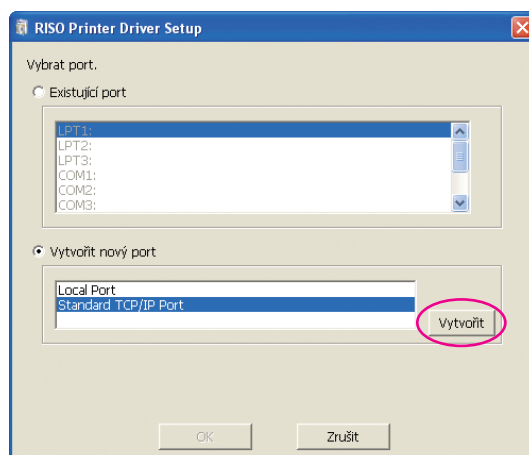 RISO Printer Driver Setup
Vybrat port.
Existující port
LPT1:
LPT2:
LPT3:
COM1:
COM2:
COM3:
Vytvořit nový port
Local Port
Standard TCP/IP Port
Vytvořit
OK
Zrušit